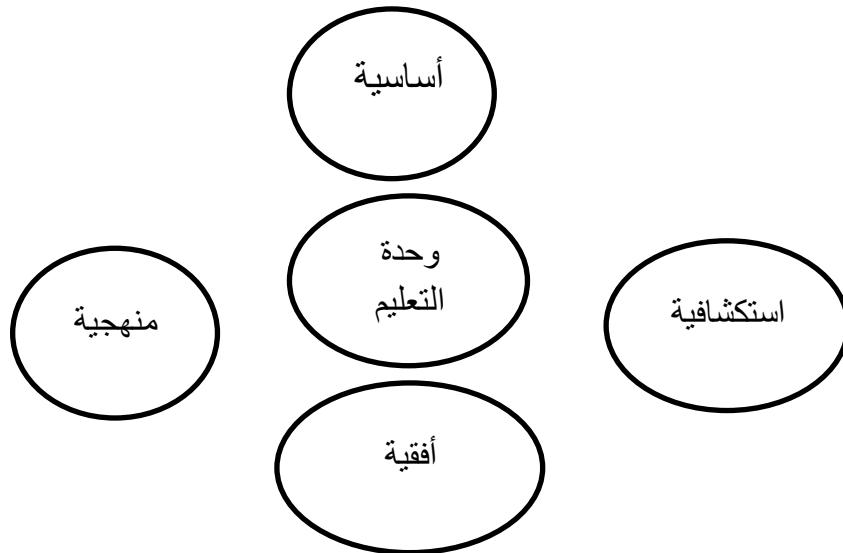 أساسية
وحدة
التعليم
استكشافية
منهجية
أفقية